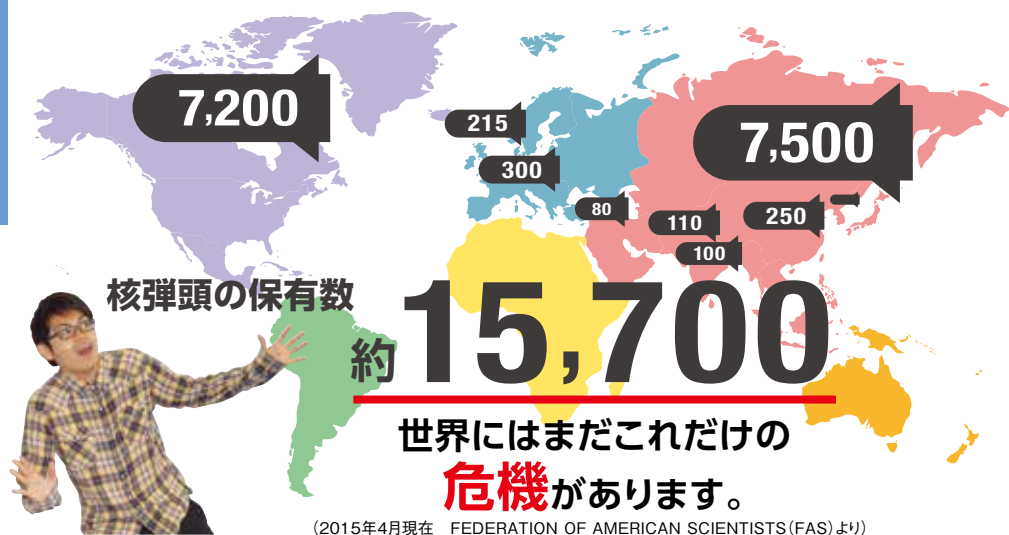 7,200
215
7,500
300
80
110
250
100
核弾頭の保有数
約15,700
世界にはまだこれだけの
危機があります。
(2015年4月現在　FEDERATION OF AMERICAN SCIENTISTS(FAS)より)